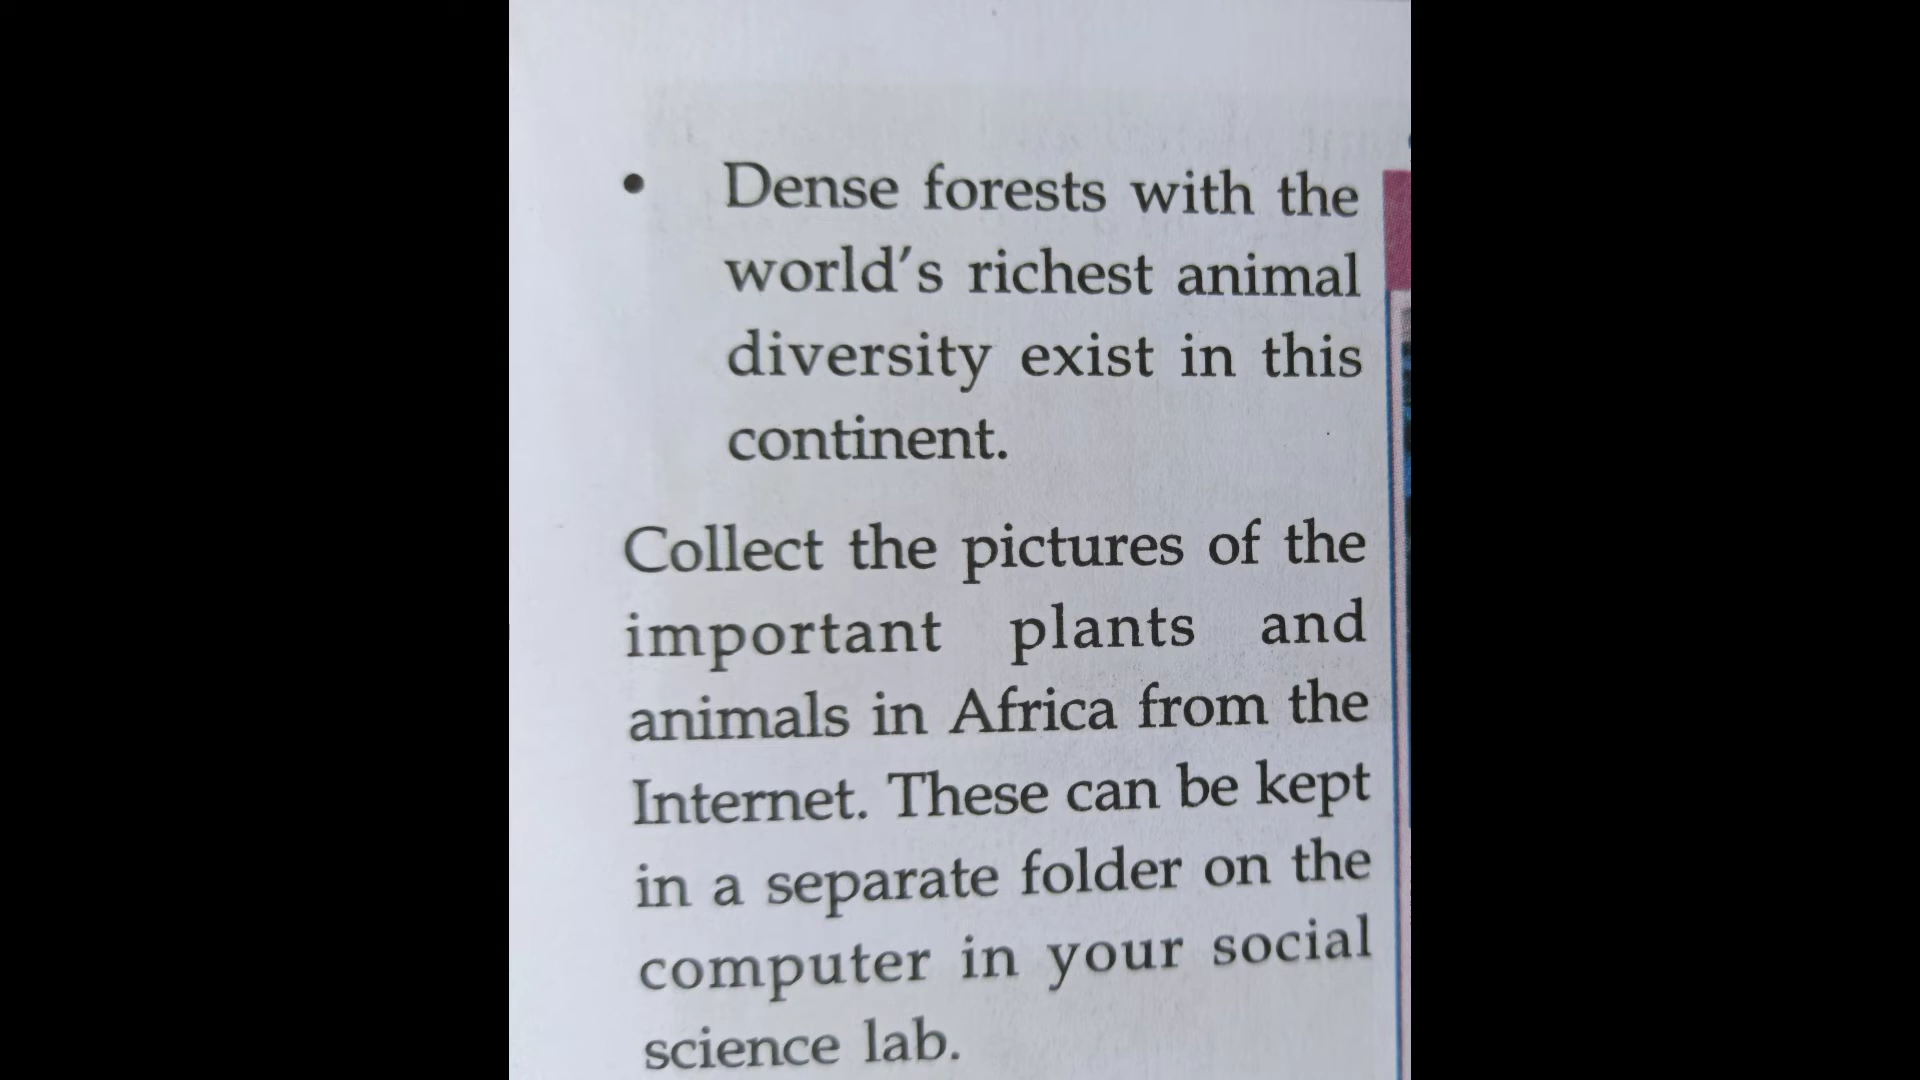 • Dense forests with the
world's richest animal
diversity exist in this
continent.
Collect the pictures of the
important plants and
animals in Africa from the
Internet. These can be kept
in a separate folder on the
computer in your social
science lab.